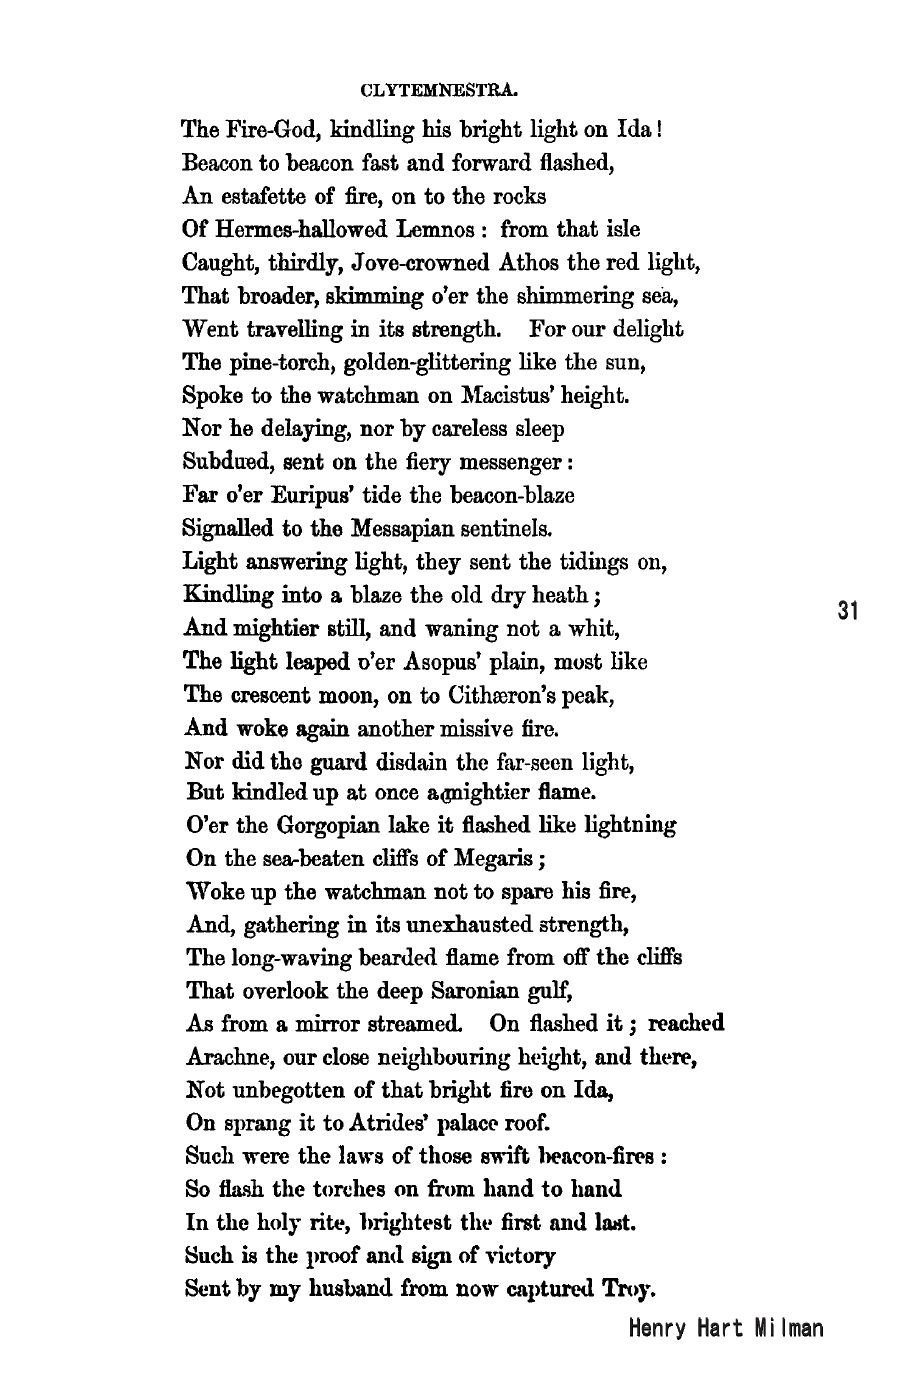 CLYTEMNESTRA.
The Fire-God, kindling his bright light on Ida!
Beacon to beacon fast and forward flashed,
An estafette of fire, on to the rocks
Of Hermes-hallowed Lemnos: from that isle
Caught, thirdly, Jove-crowned Athos the red light,
That broader, skimming o'er the shimmering sea,
Went travelling in its strength. For our delight
The pine-torch, golden-glittering like the sun,
Spoke to the watchman on Macistus' height.
Nor he delaying, nor by careless sleep
Subdued, sent on the fiery messenger:
Far o'er Euripus' tide the beacon-blaze
Signalled to the Messapian sentinels.
Light answering light, they sent the tidings on,
Kindling into a blaze the old dry heath;
And mightier still, and waning not a whit,
The light leaped o'er Asopus' plain, most like
The crescent moon, on to Cithæron's peak,
And woke again another missive fire.
Nor did the guard disdain the far-seen light,
But kindled up at once a mightier flame.
O'er the Gorgopian lake it flashed like lightning
On the sea-beaten cliffs of Megaris;
Woke up the watchman not to spare his fire,
And, gathering in its unexhausted strength,
The long-waving bearded flame from off the cliffs
That overlook the deep Saronian gulf,
As from a mirror streamed. On flashed it; reached
Arachne, our close neighbouring height, and there,
Not unbegotten of that bright fire on Ida,
On sprang it to Atrides' palace roof.
Such were the laws of those swift beacon-fires:
So flash the torches on from hand to hand
In the holy rite, brightest the first and last.
Such is the proof and sign of victory
Sent by my husband from now captured Troy.
Henry Hart Milman
31